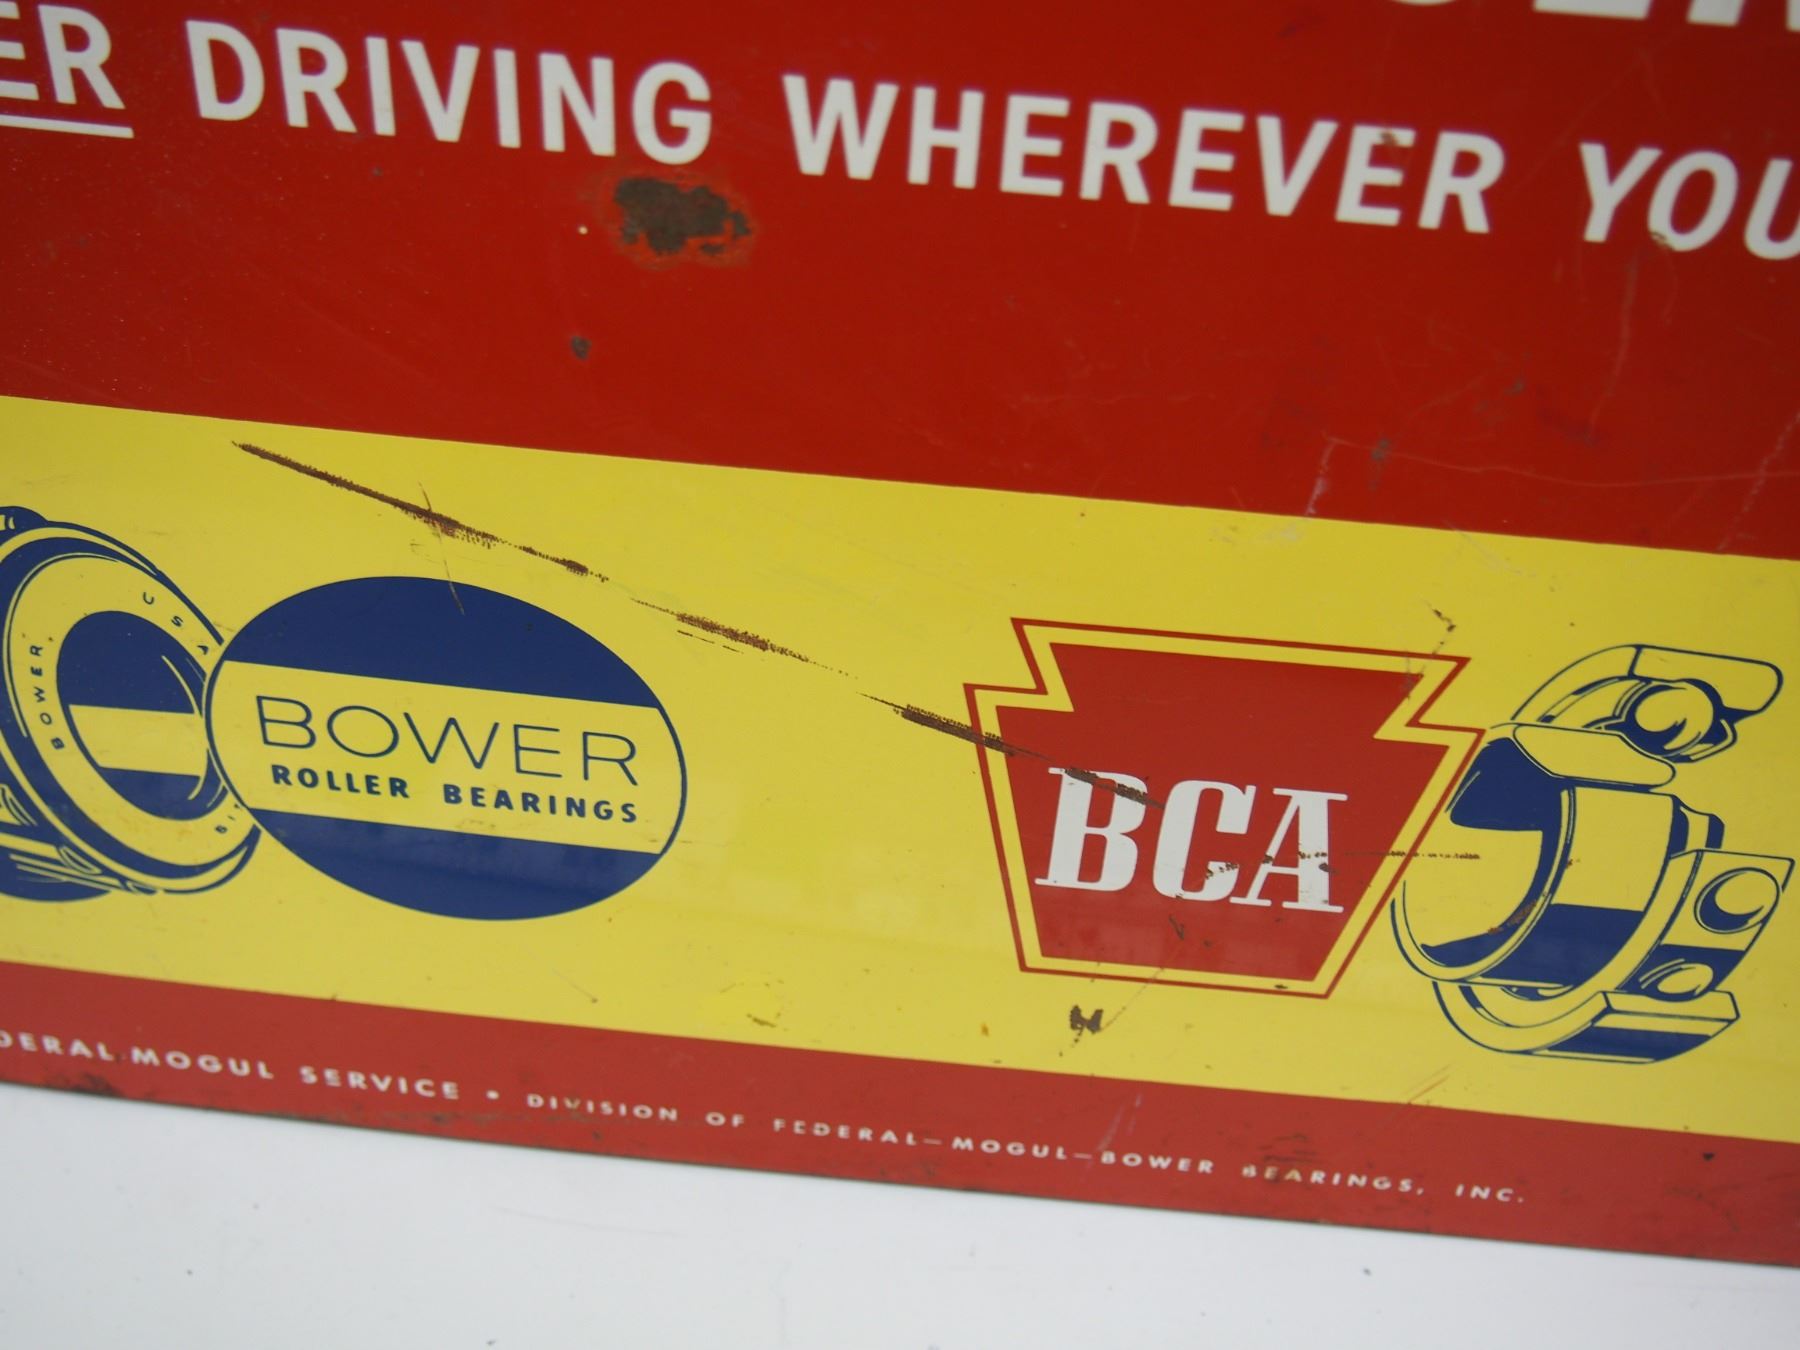 ER DRIVING WHEREVER YOU
BOWER
U S A
BOWER
ROLLER BEARINGS
BCA
DERAL-MOGUL SERVICE • DIVISION OF FEDERAL-MOGUL-BOWER BEARINGS, INC.